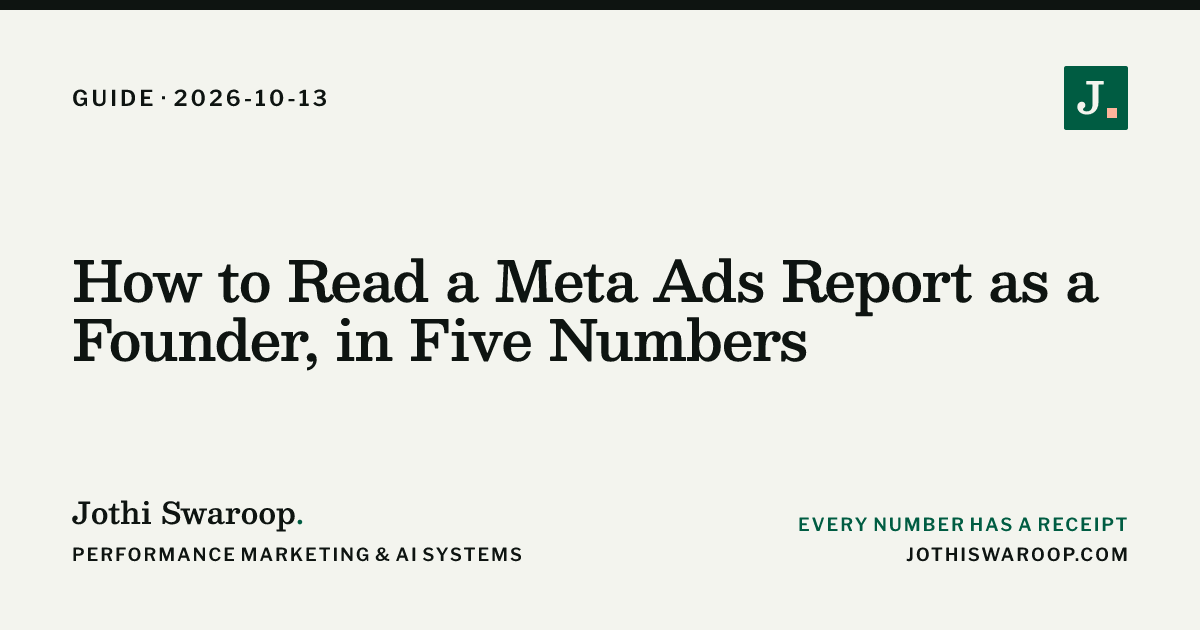 GUIDE · 2026-10-13
J.
How to Read a Meta Ads Report as a
Founder, in Five Numbers
Jothi Swaroop.
PERFORMANCE MARKETING & AI SYSTEMS
EVERY NUMBER HAS A RECEIPT
JOTHISWAROOP.COM